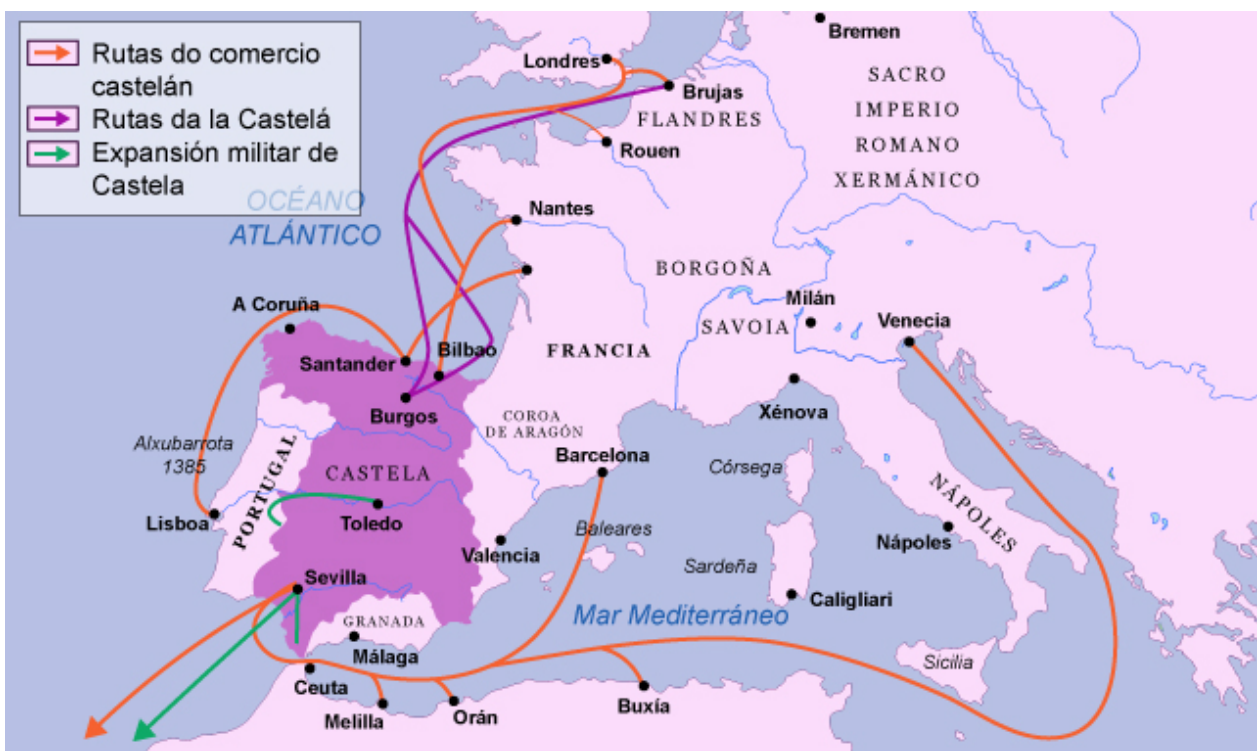 Rutas do comercio
castelán
Rutas da la Castelá
Expansión militar de
Castela
OCÉANO
ATLÁNTICO
Londres
Bremen
Brujas
FLANDRES
SACRO
IMPERIO
ROMANO
XERMÁNICO
Rouen
Nantes
BORGOÑA
A Coruña
Milán
Venecia
SAVOIA
Santander
Bilbao
FRANCIA
Burgos
Xénova
COROA
DE ARAGÓN
Alxubarrota
1385
Barcelona
Córsega
PORTUGAL
CASTELA
NÁPOLES
Lisboa
Toledo
Baleares
Valencia
Nápoles
Sardeña
Sevilla
Caligliari
Mar Mediterráneo
GRANADA
Málaga
Sicilia
Ceuta
Melilla
Orán
Buxía